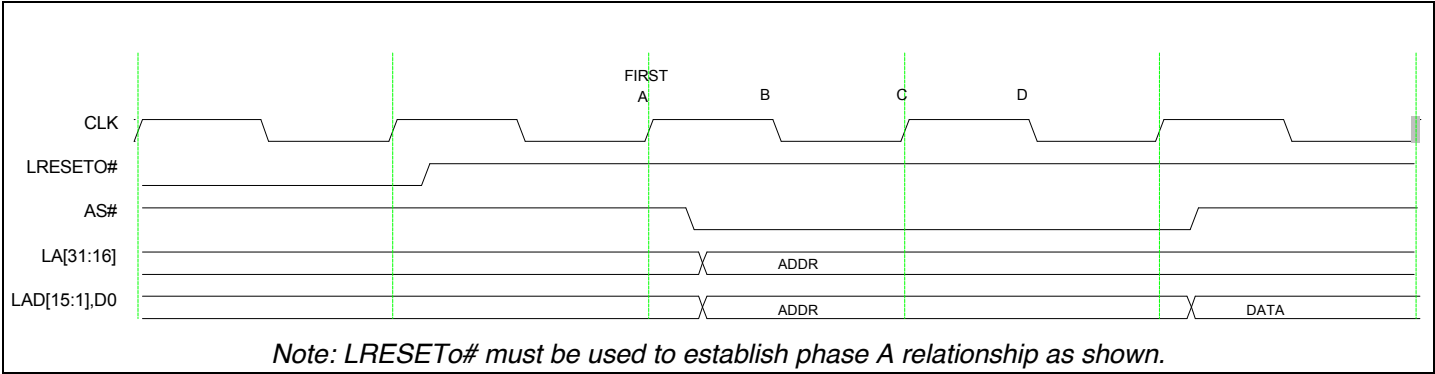 FIRST
A B C D
CLK
LRESETO#
AS#
LA[31:16] ADDR
LAD[15:1],D0 ADDR DATA
Note: LRESETo# must be used to establish phase A relationship as shown.